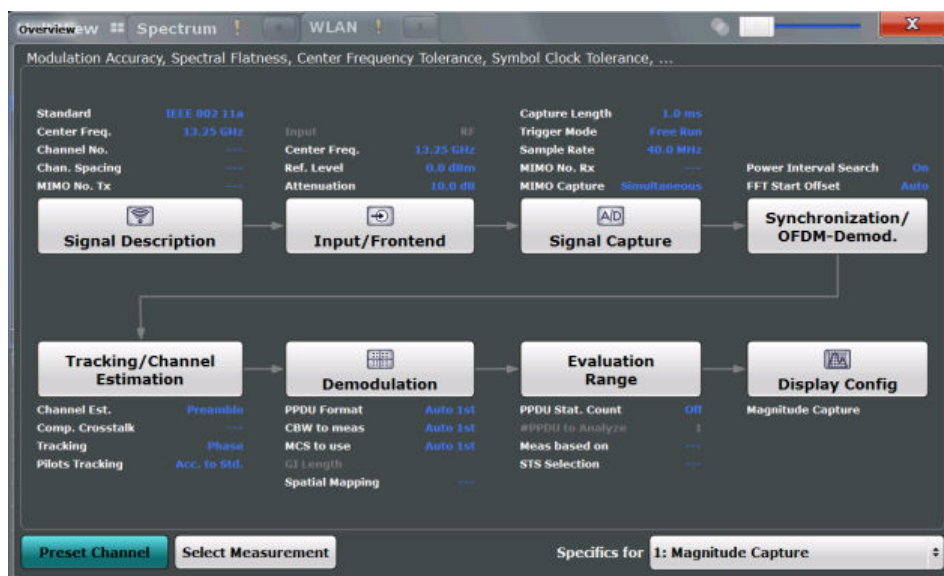 Overview Spectrum ! WLAN ! X
Modulation Accuracy, Spectral Flatness, Center Frequency Tolerance, Symbol Clock Tolerance, ...
Standard IEEE 802 11a
Center Freq. 13.25 GHz
Channel No. ---
Chan. Spacing ---
MIMO No. Tx ---
Signal Description
Input RF
Center Freq. 13.25 GHz
Ref. Level 0.0 dBm
Attenuation 10.0 dB
Input/Frontend
Capture Length 1.0 ms
Trigger Mode Free Run
Sample Rate 40.0 MHz
MIMO No. Rx ---
MIMO Capture Simultaneous
A/D
Signal Capture
Power Interval Search On
FFT Start Offset Auto
Synchronization/
OFDM-Demod.
Tracking/Channel
Estimation
Channel Est. Preamble
Comp. Crosstalk ---
Tracking Phase
Pilots Tracking Acc. to Std.
Demodulation
PPDU Format Auto 1st
CBW to meas Auto 1st
MCS to use Auto 1st
GI Length
Spatial Mapping ---
Evaluation
Range
PPDU Stat. Count Off
#PPDU to Analyze 1
Meas based on ---
STS Selection ---
Display Config
Magnitude Capture
Preset Channel Select Measurement Specifics for 1: Magnitude Capture